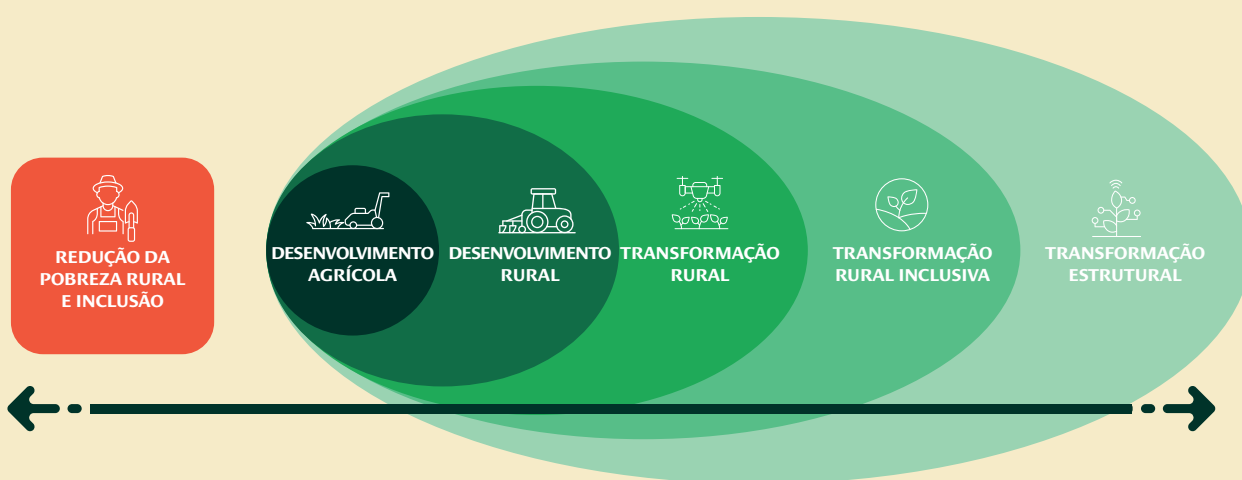 REDUÇÃO DA
POBREZA RURAL
E INCLUSÃO
DESENVOLVIMENTO
AGRÍCOLA
DESENVOLVIMENTO
RURAL
TRANSFORMAÇÃO
RURAL
TRANSFORMAÇÃO
RURAL INCLUSIVA
TRANSFORMAÇÃO
ESTRUTURAL